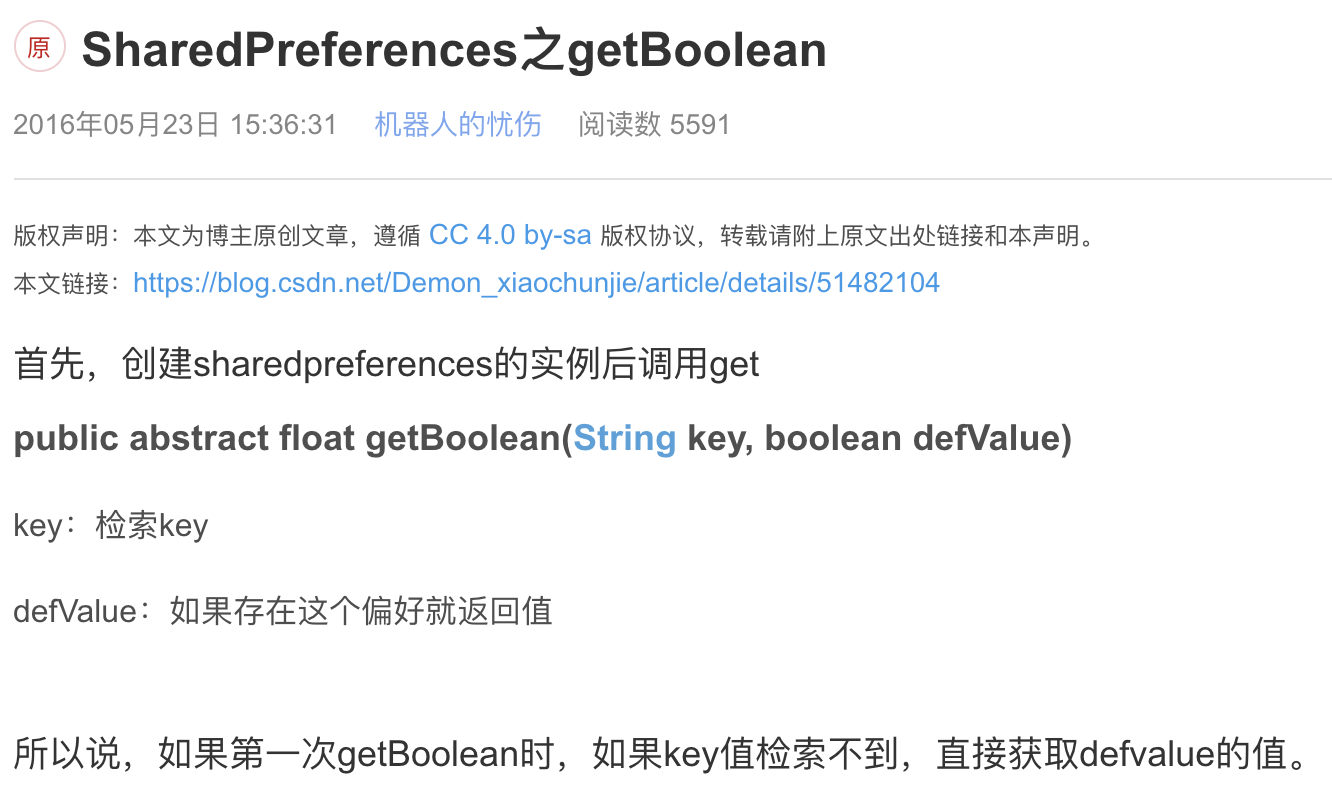 原 SharedPreferences之getBoolean
2016年05月23日 15:36:31 机器人的忧伤 阅读数 5591
版权声明：本文为博主原创文章，遵循 CC 4.0 by-sa 版权协议，转载请附上原文出处链接和本声明。
本文链接：https://blog.csdn.net/Demon_xiaochunjie/article/details/51482104
首先，创建sharedpreferences的实例后调用get
public abstract float getBoolean(String key, boolean defValue)
key：检索key
defValue：如果存在这个偏好就返回值
所以说，如果第一次getBoolean时，如果key值检索不到，直接获取defvalue的值。